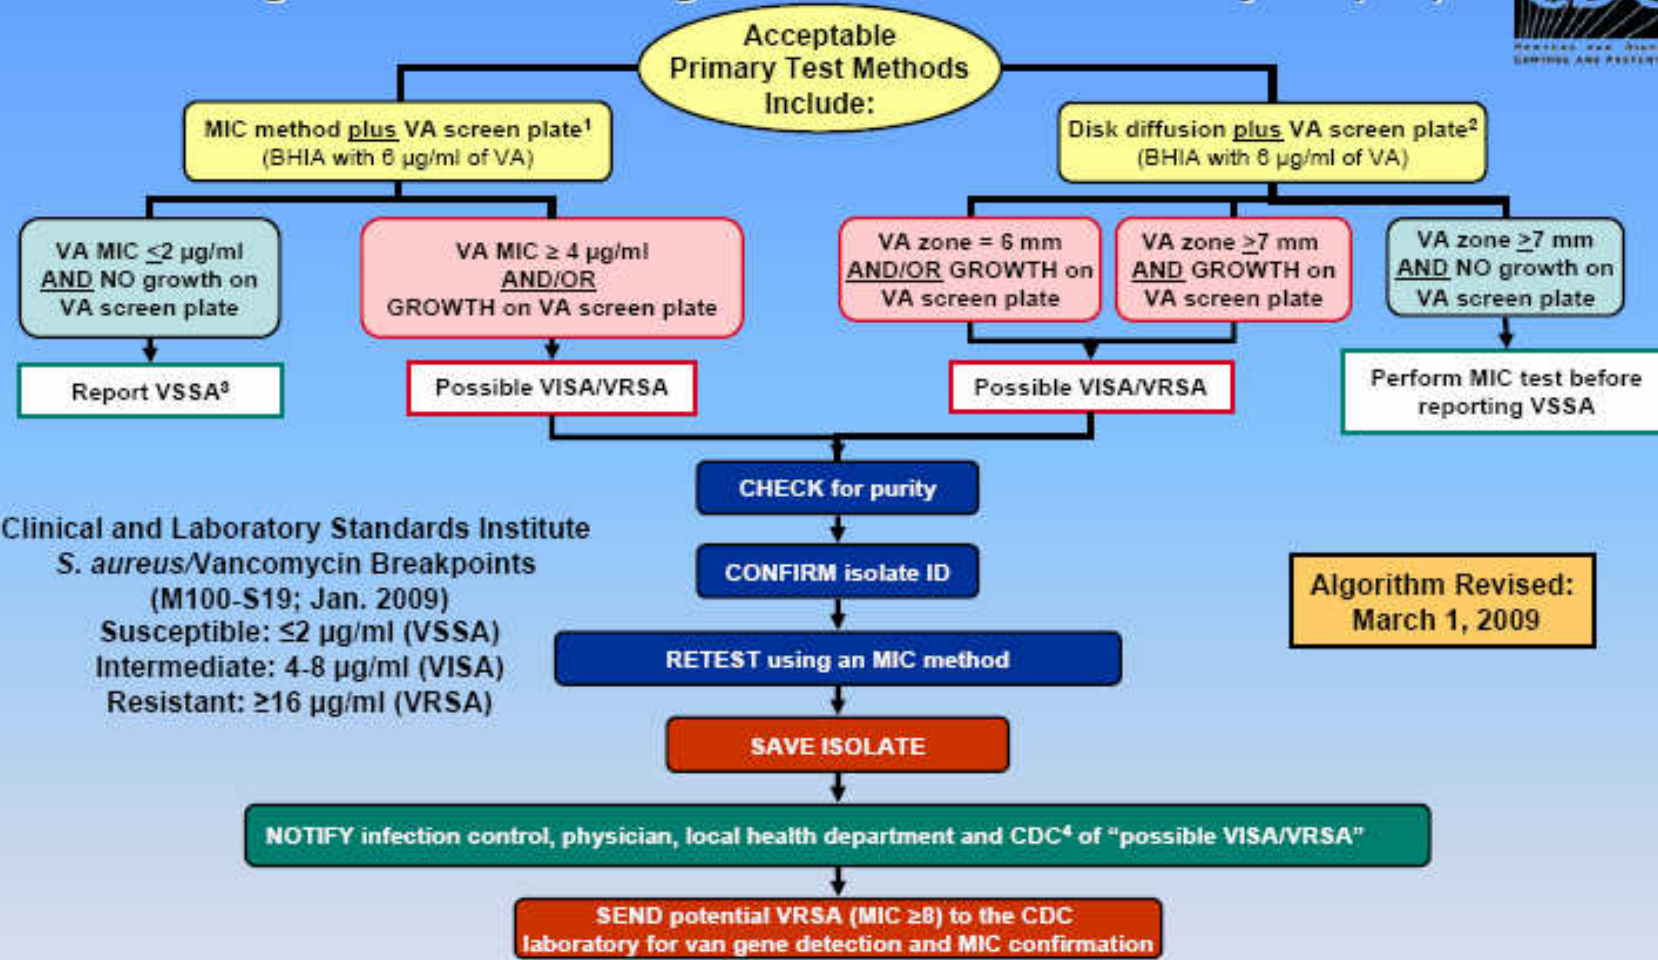 Acceptable
Primary Test Methods
Include:
MIC method plus VA screen plate¹
(BHIA with 6 µg/ml of VA)
Disk diffusion plus VA screen plate²
(BHIA with 6 µg/ml of VA)
VA MIC ≤2 µg/ml
AND NO growth on
VA screen plate
VA MIC ≥ 4 µg/ml
AND/OR
GROWTH on VA screen plate
VA zone = 6 mm
AND/OR GROWTH on
VA screen plate
VA zone ≥7 mm
AND GROWTH on
VA screen plate
VA zone ≥7 mm
AND NO growth on
VA screen plate
Report VSSA³
Possible VISA/VRSA
Possible VISA/VRSA
Perform MIC test before
reporting VSSA
CHECK for purity
CONFIRM isolate ID
RETEST using an MIC method
SAVE ISOLATE
NOTIFY infection control, physician, local health department and CDC⁴ of “possible VISA/VRSA”
SEND potential VRSA (MIC ≥8) to the CDC
laboratory for van gene detection and MIC confirmation
Clinical and Laboratory Standards Institute
S. aureus/Vancomycin Breakpoints
(M100-S19; Jan. 2009)
Susceptible: ≤2 µg/ml (VSSA)
Intermediate: 4-8 µg/ml (VISA)
Resistant: ≥16 µg/ml (VRSA)
Algorithm Revised:
March 1, 2009